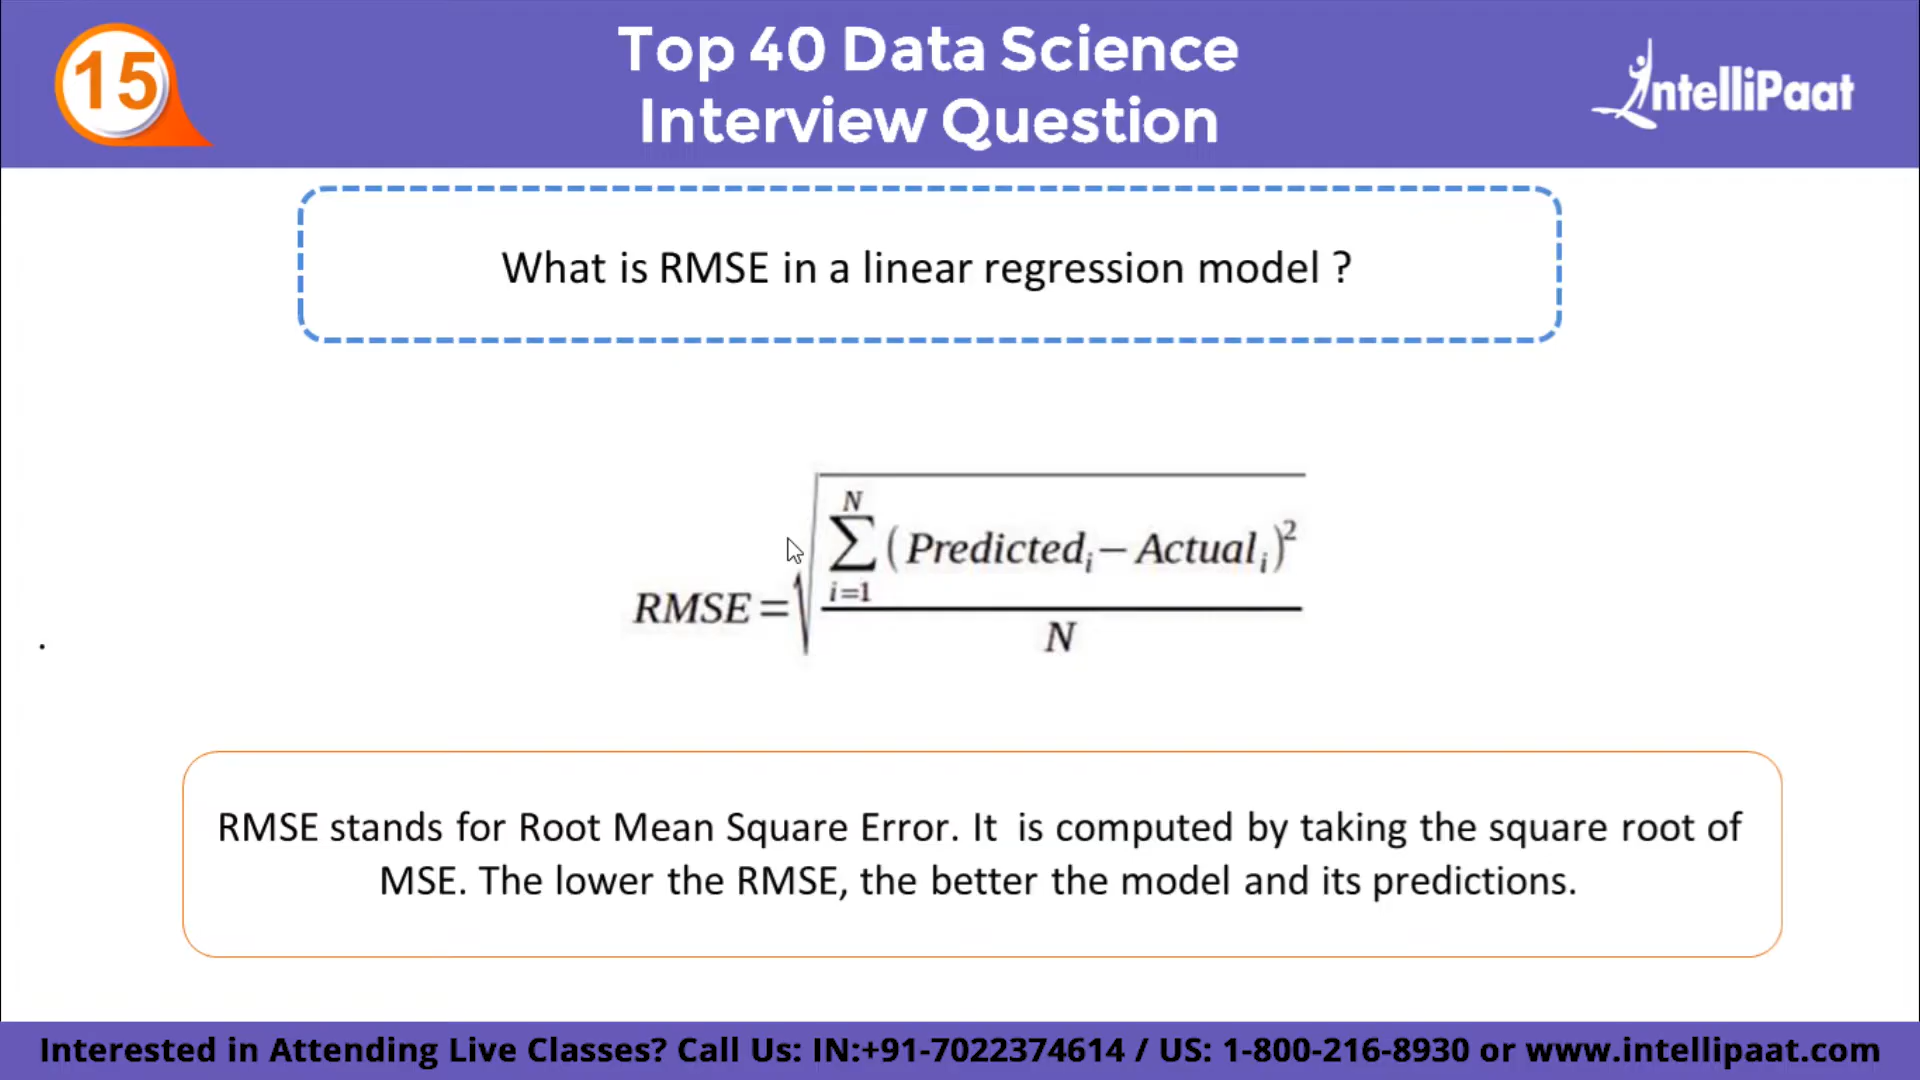 15
Top 40 Data Science
Interview Question
IntelliPaat
What is RMSE in a linear regression model ?
RMSE = √( ∑_{i=1}^{N} (Predicted_i − Actual_i)² / N )
.
RMSE stands for Root Mean Square Error. It is computed by taking the square root of
MSE. The lower the RMSE, the better the model and its predictions.
Interested in Attending Live Classes? Call Us: IN:+91-7022374614 / US: 1-800-216-8930 or www.intellipaat.com